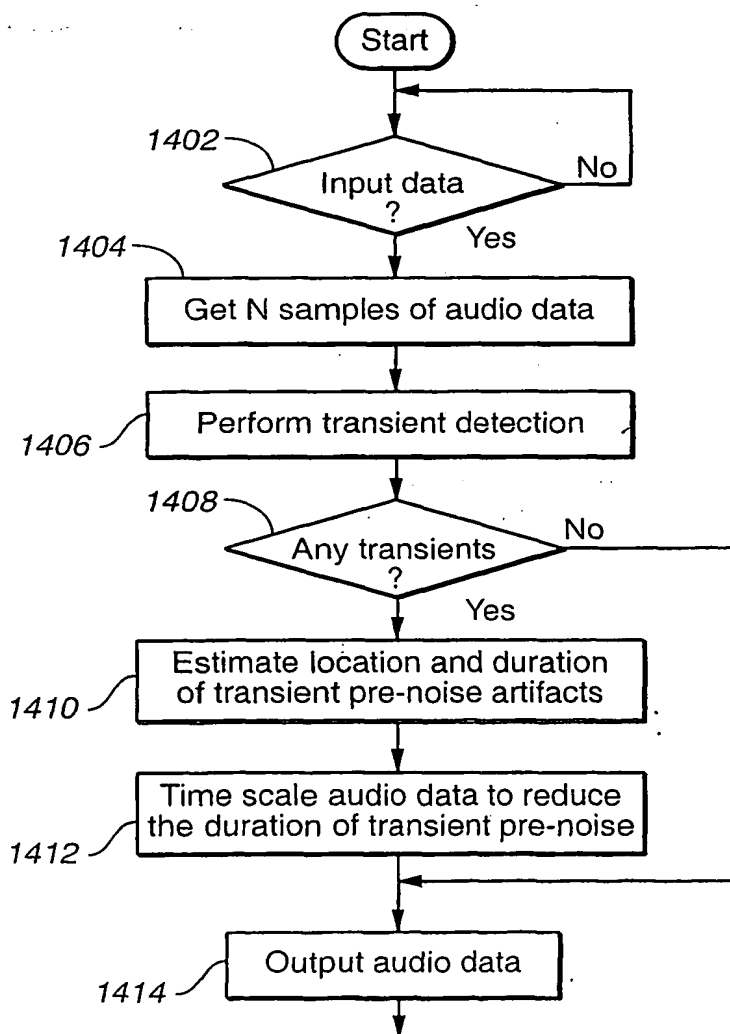 Start
1402
Input data
?
No
Yes
1404
Get N samples of audio data
Perform transient detection
1406
1408
Any transients
?
No
Yes
Estimate location and duration
of transient pre-noise artifacts
1410
Time scale audio data to reduce
the duration of transient pre-noise
1412
Output audio data
1414